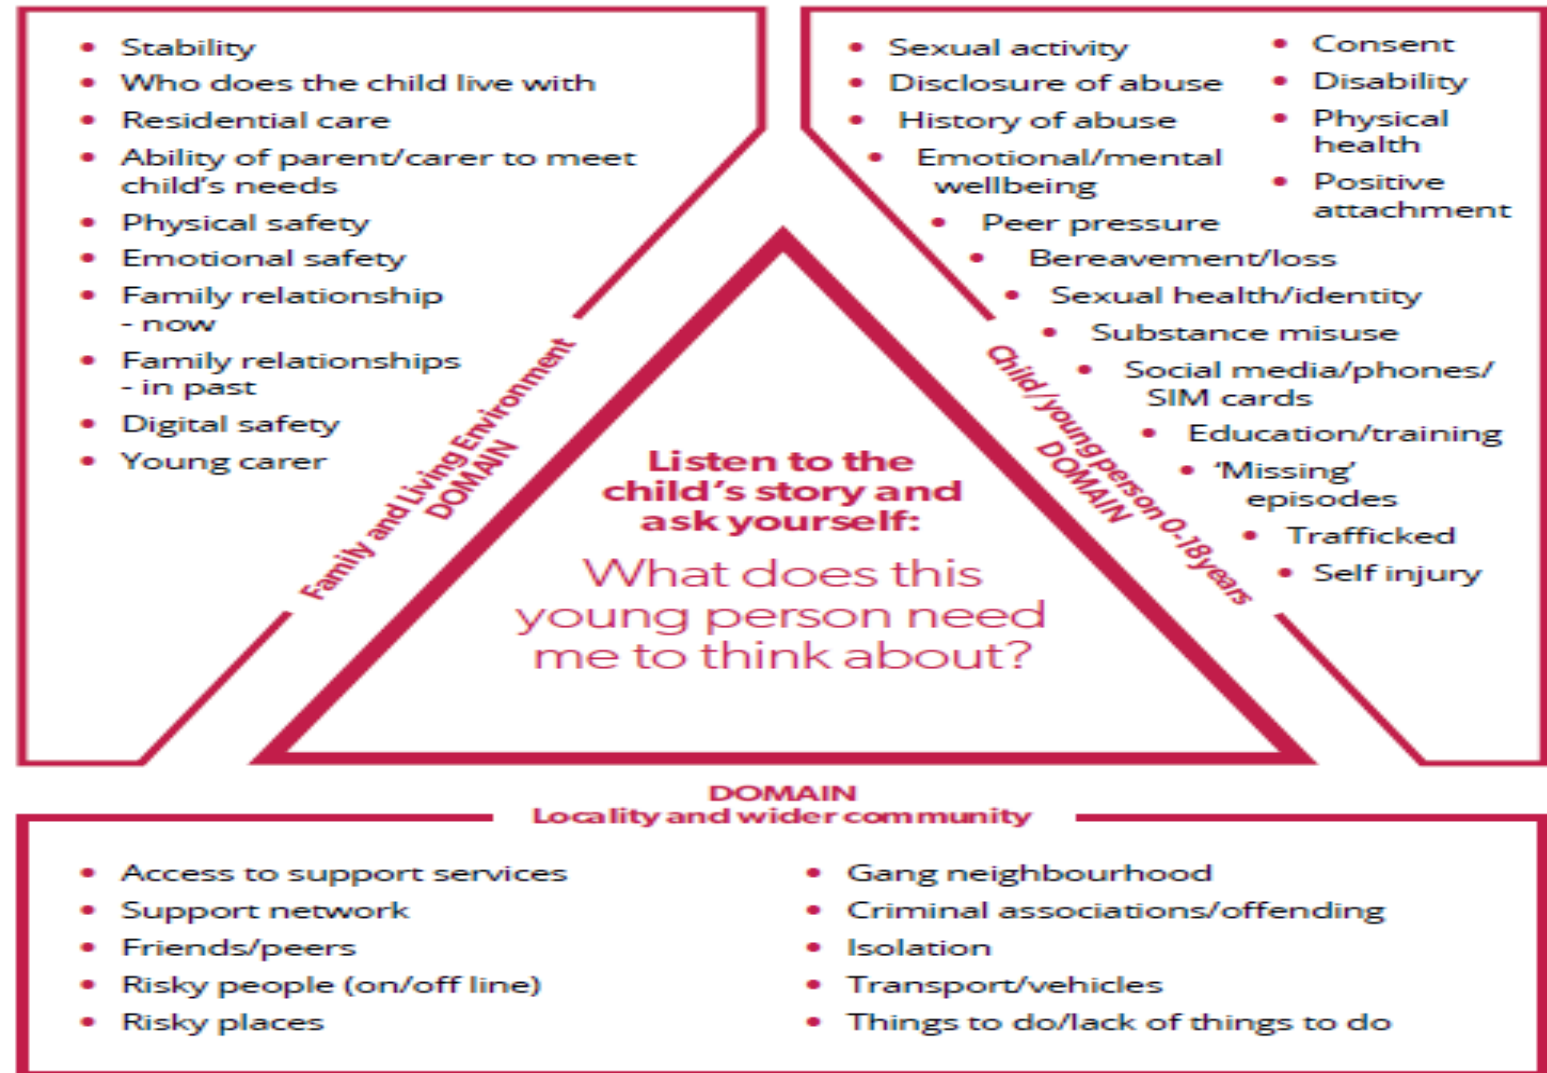 Stability
Who does the child live with
Residential care
Ability of parent/carer to meet
child's needs
Physical safety
Emotional safety
Family relationship
- now
Family relationships
- in past
Digital safety
Young carer
Family and Living Environment
DOMAIN
Sexual activity
Disclosure of abuse
History of abuse
Emotional/mental
wellbeing
Peer pressure
Bereavement/loss
Sexual health/identity
Substance misuse
Social media/phones/
SIM cards
Education/training
'Missing'
episodes
Trafficked
Self injury
Consent
Disability
Physical
health
Positive
attachment
Child / young person 0-18 years
DOMAIN
Listen to the
child's story and
ask yourself:
What does this
young person need
me to think about?
DOMAIN
Locality and wider community
Access to support services
Support network
Friends/peers
Risky people (on/off line)
Risky places
Gang neighbourhood
Criminal associations/offending
Isolation
Transport/vehicles
Things to do/lack of things to do